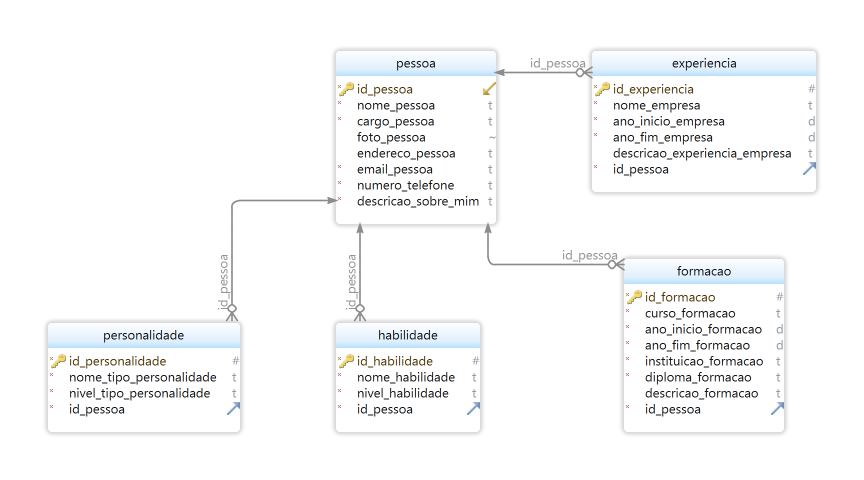 pessoa
id_pessoa
nome_pessoa t
cargo_pessoa t
foto_pessoa ~
endereco_pessoa t
email_pessoa t
numero_telefone t
descricao_sobre_mim t
id_pessoa
experiencia
id_experiencia #
nome_empresa t
ano_inicio_empresa d
ano_fim_empresa d
descricao_experiencia_empresa t
id_pessoa
id_pessoa
formacao
id_formacao #
curso_formacao t
ano_inicio_formacao d
ano_fim_formacao d
instituicao_formacao t
diploma_formacao t
descricao_formacao t
id_pessoa
id_pessoa
personalidade
id_personalidade #
nome_tipo_personalidade t
nivel_tipo_personalidade t
id_pessoa
id_pessoa
habilidade
id_habilidade #
nome_habilidade t
nivel_habilidade t
id_pessoa